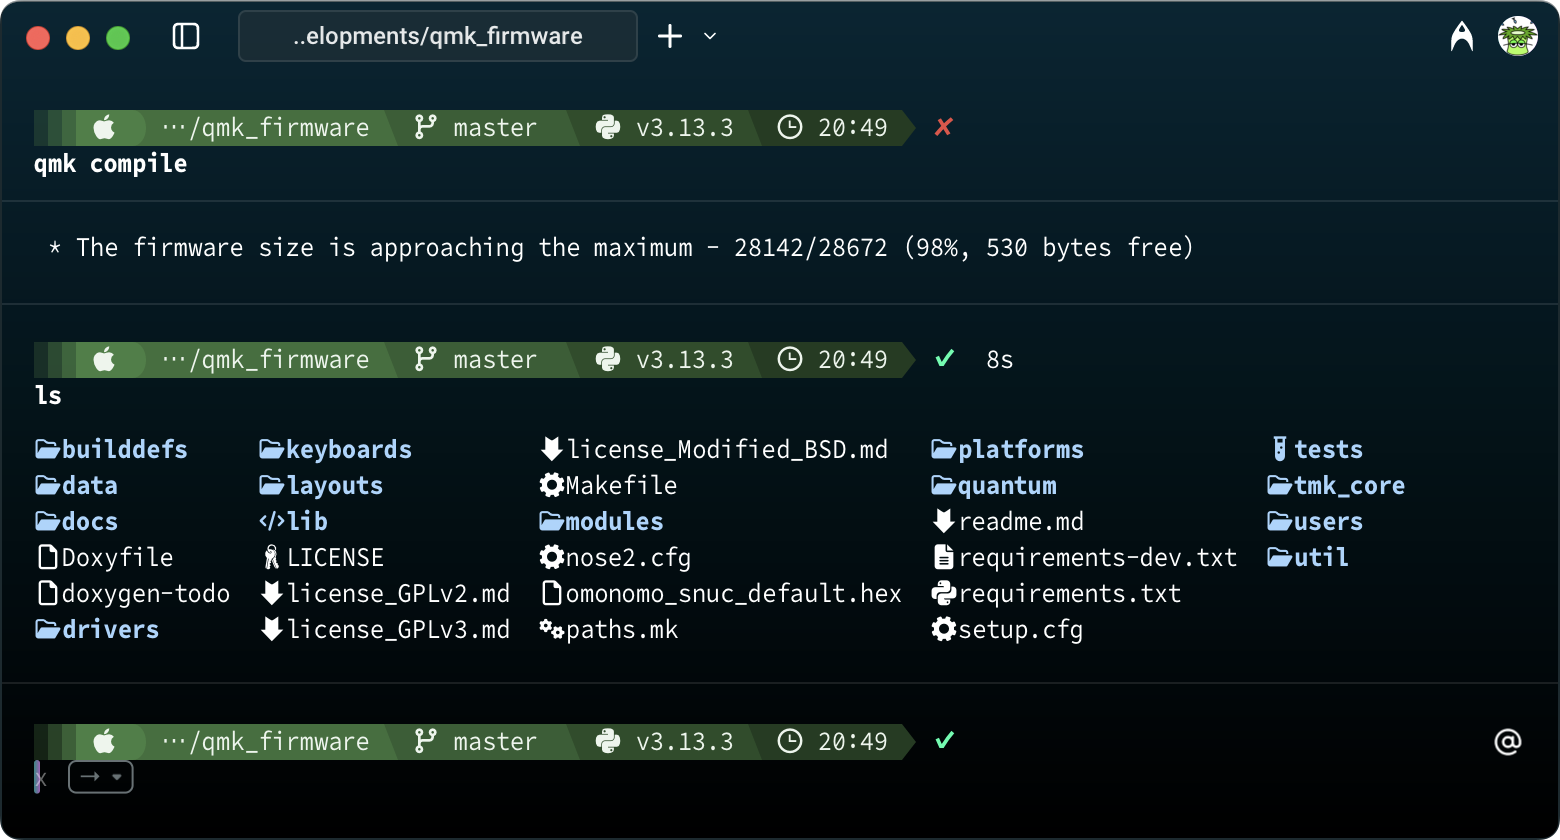 ..elopments/qmk_firmware
···/qmk_firmware master v3.13.3 20:49 ✗
qmk compile
* The firmware size is approaching the maximum - 28142/28672 (98%, 530 bytes free)
···/qmk_firmware master v3.13.3 20:49 ✓ 8s
ls
builddefs keyboards license_Modified_BSD.md platforms tests
data layouts Makefile quantum tmk_core
docs lib modules readme.md users
Doxyfile LICENSE nose2.cfg requirements-dev.txt util
doxygen-todo license_GPLv2.md omonomo_snuc_default.hex requirements.txt
drivers license_GPLv3.md paths.mk setup.cfg
···/qmk_firmware master v3.13.3 20:49 ✓
x →